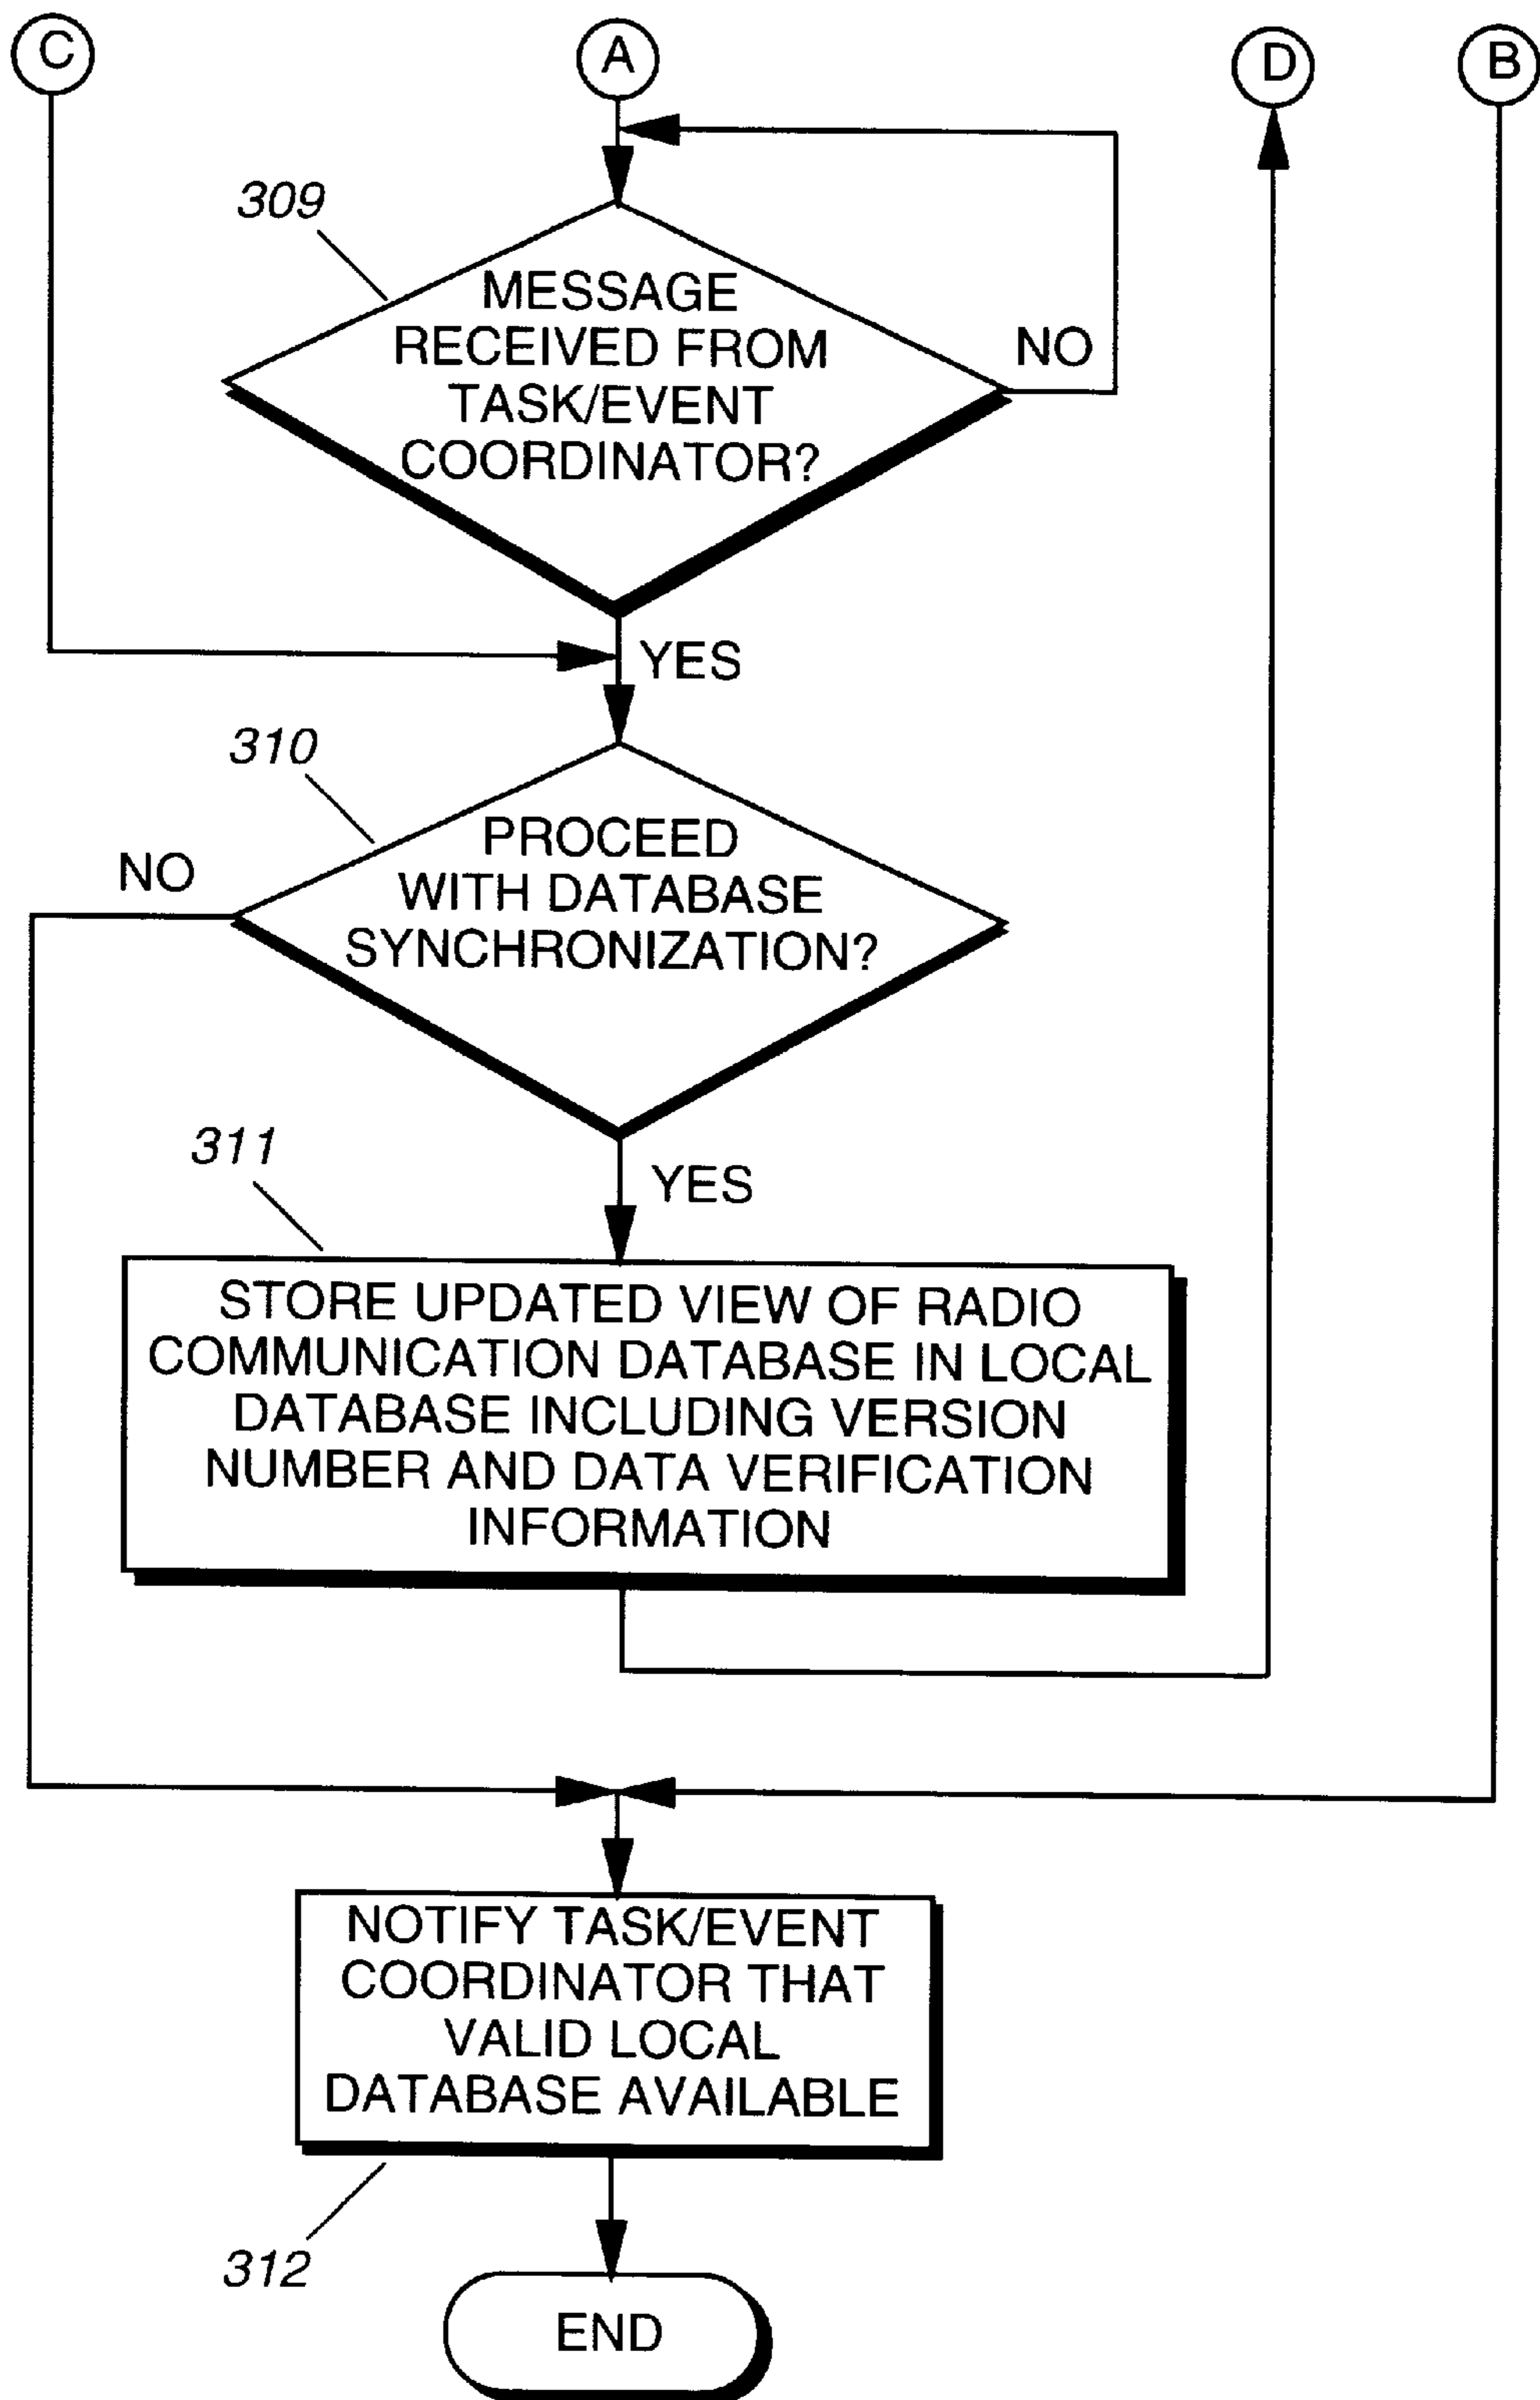 C
A
D
B
309
MESSAGE
RECEIVED FROM
TASK/EVENT
COORDINATOR?
NO
YES
310
PROCEED
WITH DATABASE
SYNCHRONIZATION?
NO
YES
311
STORE UPDATED VIEW OF RADIO
COMMUNICATION DATABASE IN LOCAL
DATABASE INCLUDING VERSION
NUMBER AND DATA VERIFICATION
INFORMATION
NOTIFY TASK/EVENT
COORDINATOR THAT
VALID LOCAL
DATABASE AVAILABLE
312
END